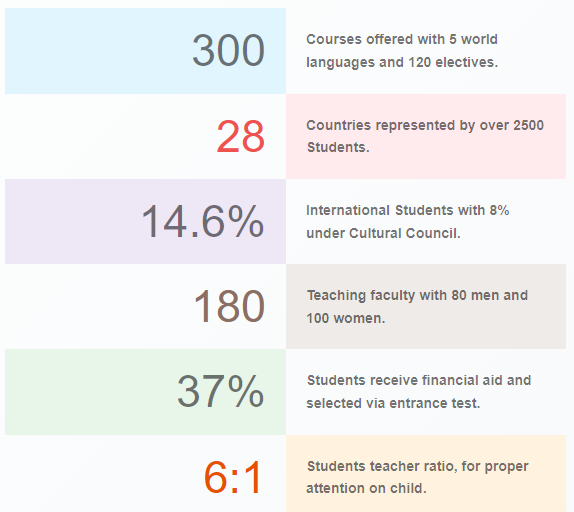 300
Courses offered with 5 world
languages and 120 electives.
28
Countries represented by over 2500
Students.
14.6%
International Students with 8%
under Cultural Council.
180
Teaching faculty with 80 men and
100 women.
37%
Students receive financial aid and
selected via entrance test.
6:1
Students teacher ratio, for proper
attention on child.